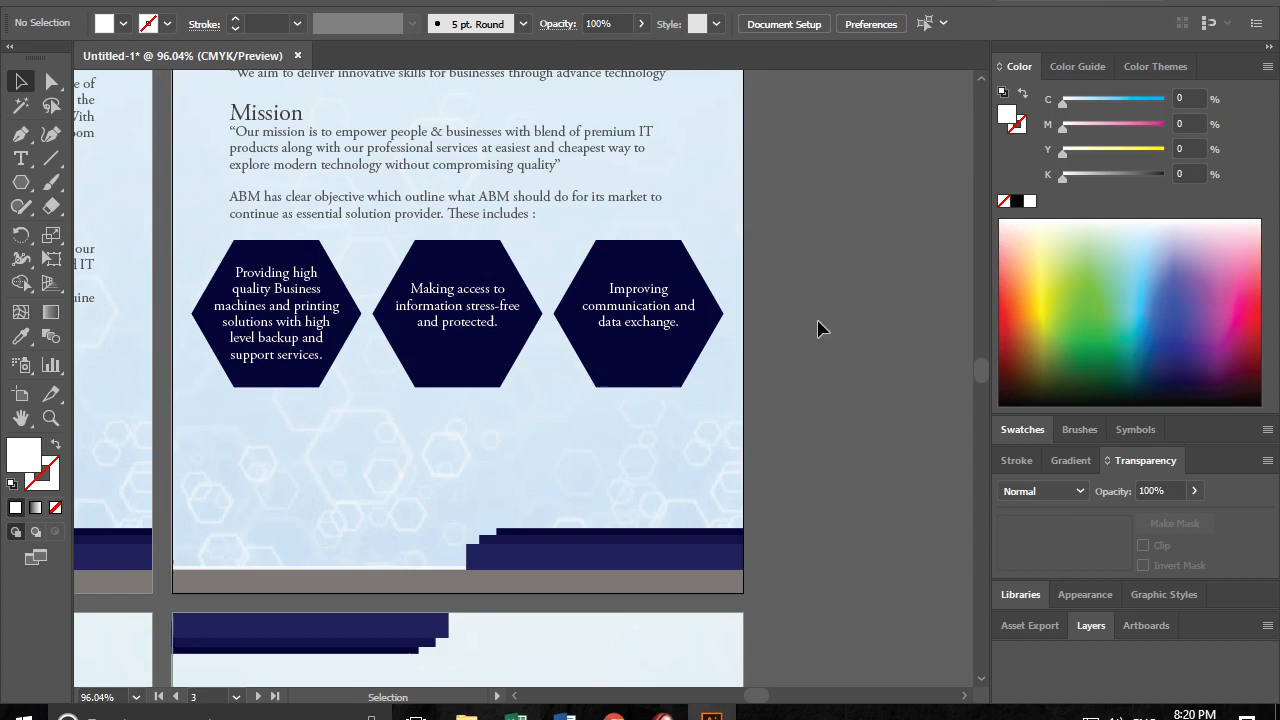 No Selection
Stroke:
5 pt. Round
Opacity: 100%
Style:
Document Setup
Preferences
Untitled-1* @ 96.04% (CMYK/Preview)
Color
Color Guide
Color Themes
C 0 %
M 0 %
Y 0 %
K 0 %
e of
the
With
oom
our
d IT
ine
“We aim to deliver innovative skills for businesses through advance technology”
Mission
“Our mission is to empower people & businesses with blend of premium IT
products along with our professional services at easiest and cheapest way to
explore modern technology without compromising quality”
ABM has clear objective which outline what ABM should do for its market to
continue as essential solution provider. These includes :
Providing high
quality Business
machines and printing
solutions with high
level backup and
support services.
Making access to
information stress-free
and protected.
Improving
communication and
data exchange.
Swatches
Brushes
Symbols
Stroke
Gradient
Transparency
Normal
Opacity: 100%
Make Mask
Clip
Invert Mask
Libraries
Appearance
Graphic Styles
Asset Export
Layers
Artboards
96.04%
3
Selection
8:20 PM